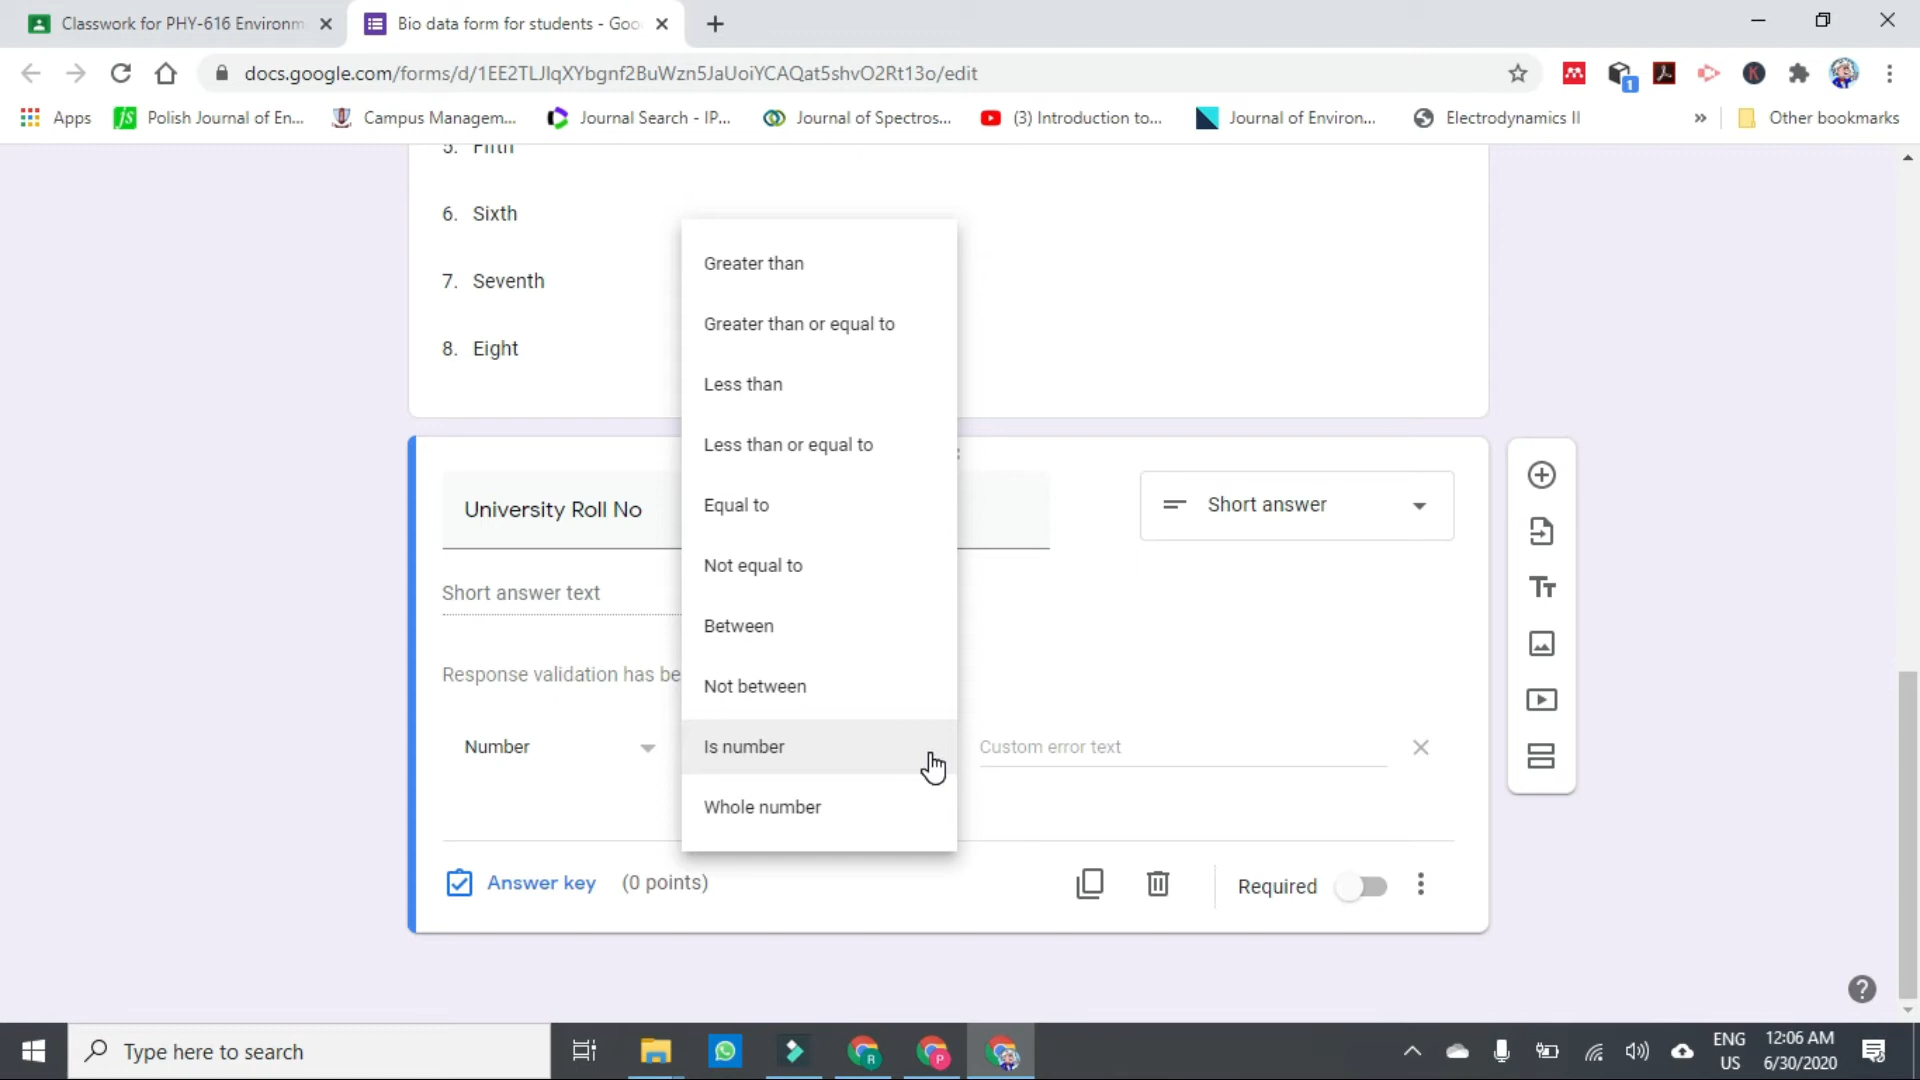 Classwork for PHY-616 Environm
Bio data form for students - Goo
docs.google.com/forms/d/1EE2TLJIqXYbgnf2BuWzn5JaUoiYCAQat5shvO2Rt13o/edit
1
K
Apps
Polish Journal of En...
Campus Managem...
Journal Search - IP...
Journal of Spectros...
(3) Introduction to...
Journal of Environ...
Electrodynamics II
»
Other bookmarks
5. Fifth
6. Sixth
7. Seventh
8. Eight
Greater than
Greater than or equal to
Less than
Less than or equal to
Equal to
Not equal to
Between
Not between
Is number
Whole number
University Roll No
Short answer
Short answer text
Response validation has be
Number
Custom error text
Tт
Answer key (0 points)
Required
Type here to search
R
P
ENG
US
12:06 AM
6/30/2020